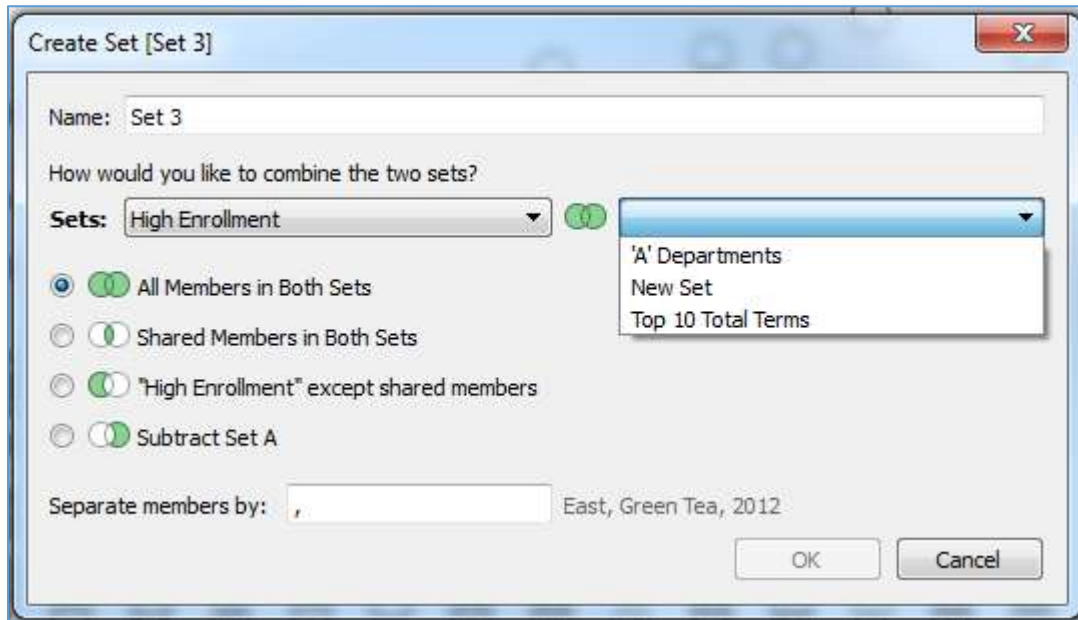 Create Set [Set 3]
Name: Set 3
How would you like to combine the two sets?
Sets: High Enrollment
'A' Departments
New Set
Top 10 Total Terms
All Members in Both Sets
Shared Members in Both Sets
"High Enrollment" except shared members
Subtract Set A
Separate members by: , East, Green Tea, 2012
OK Cancel